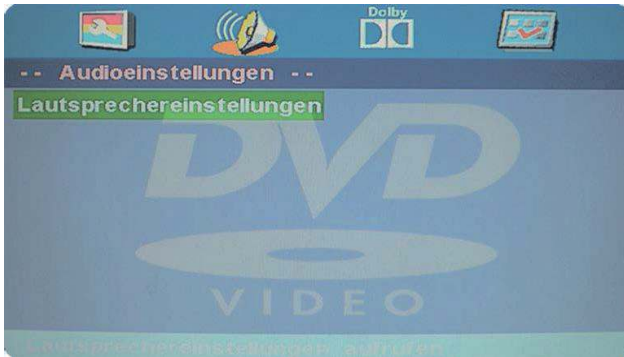 Dolby
-- Audioeinstellungen --
Lautsprechereinstellungen
DVD
VIDEO
Lautsprechereinstellungen aufrufen